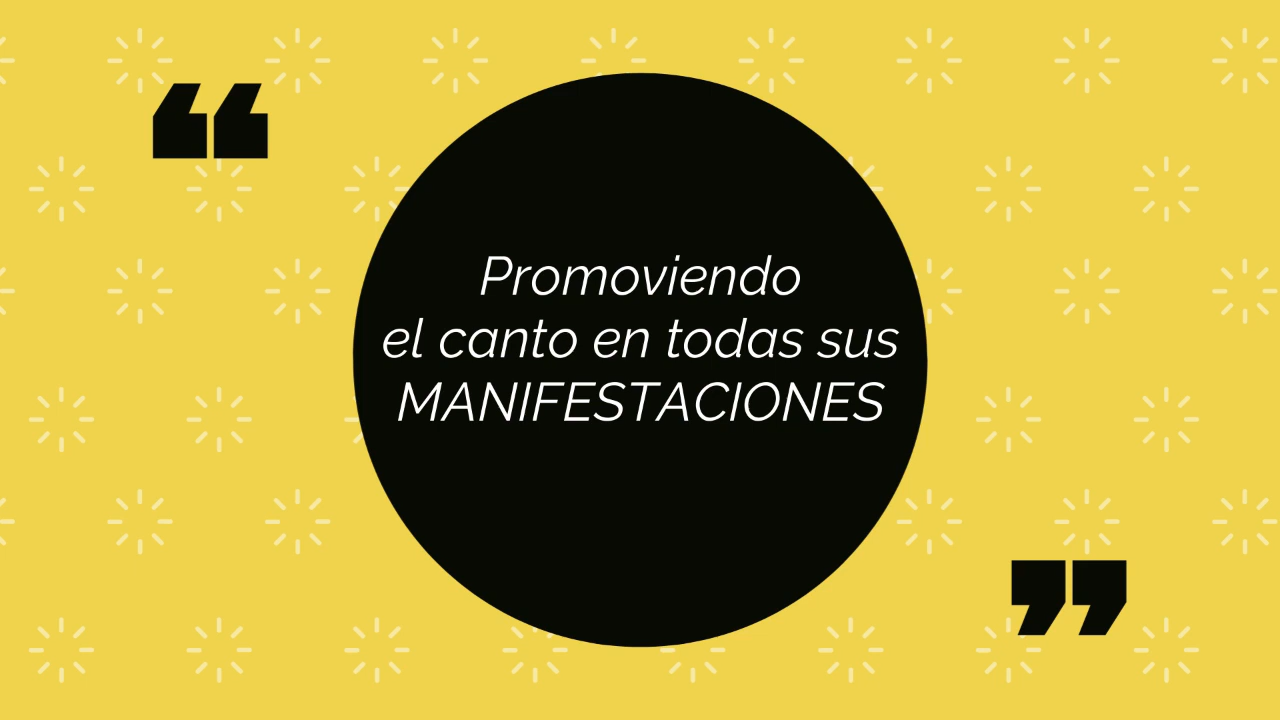 “
Promoviendo
el canto en todas sus
MANIFESTACIONES
”